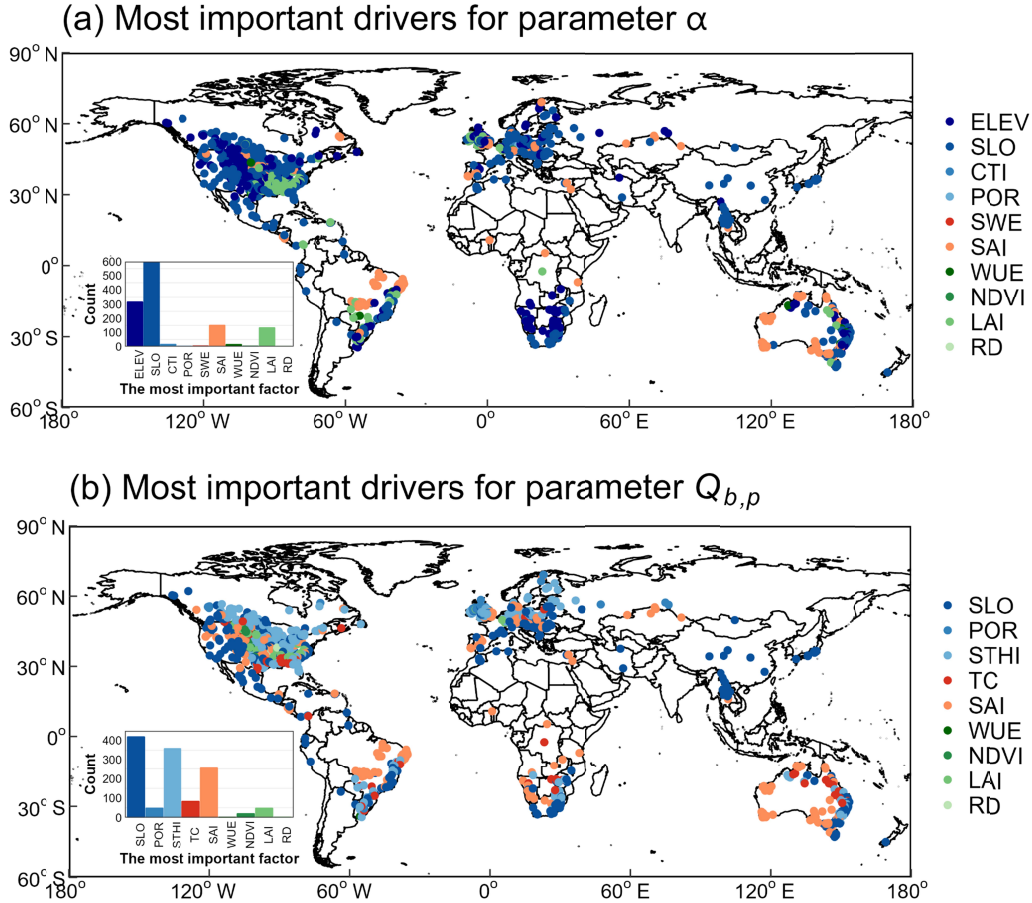 (a) Most important drivers for parameter α
90° N
60° N
30° N
0°
30° S
60° S
180° 120° W 60° W 0° 60° E 120° E 180°
600
500
400
300
200
100
0
Count
ELEV SLO CTI POR SWE SAI WUE NDVI LAI RD
The most important factor
ELEV
SLO
CTI
POR
SWE
SAI
WUE
NDVI
LAI
RD
(b) Most important drivers for parameter Q_b,p
90° N
60° N
30° N
0°
30° S
60° S
180° 120° W 60° W 0° 60° E 120° E 180°
400
300
200
100
0
Count
SLO POR STHI TC SAI WUE NDVI LAI RD
The most important factor
SLO
POR
STHI
TC
SAI
WUE
NDVI
LAI
RD